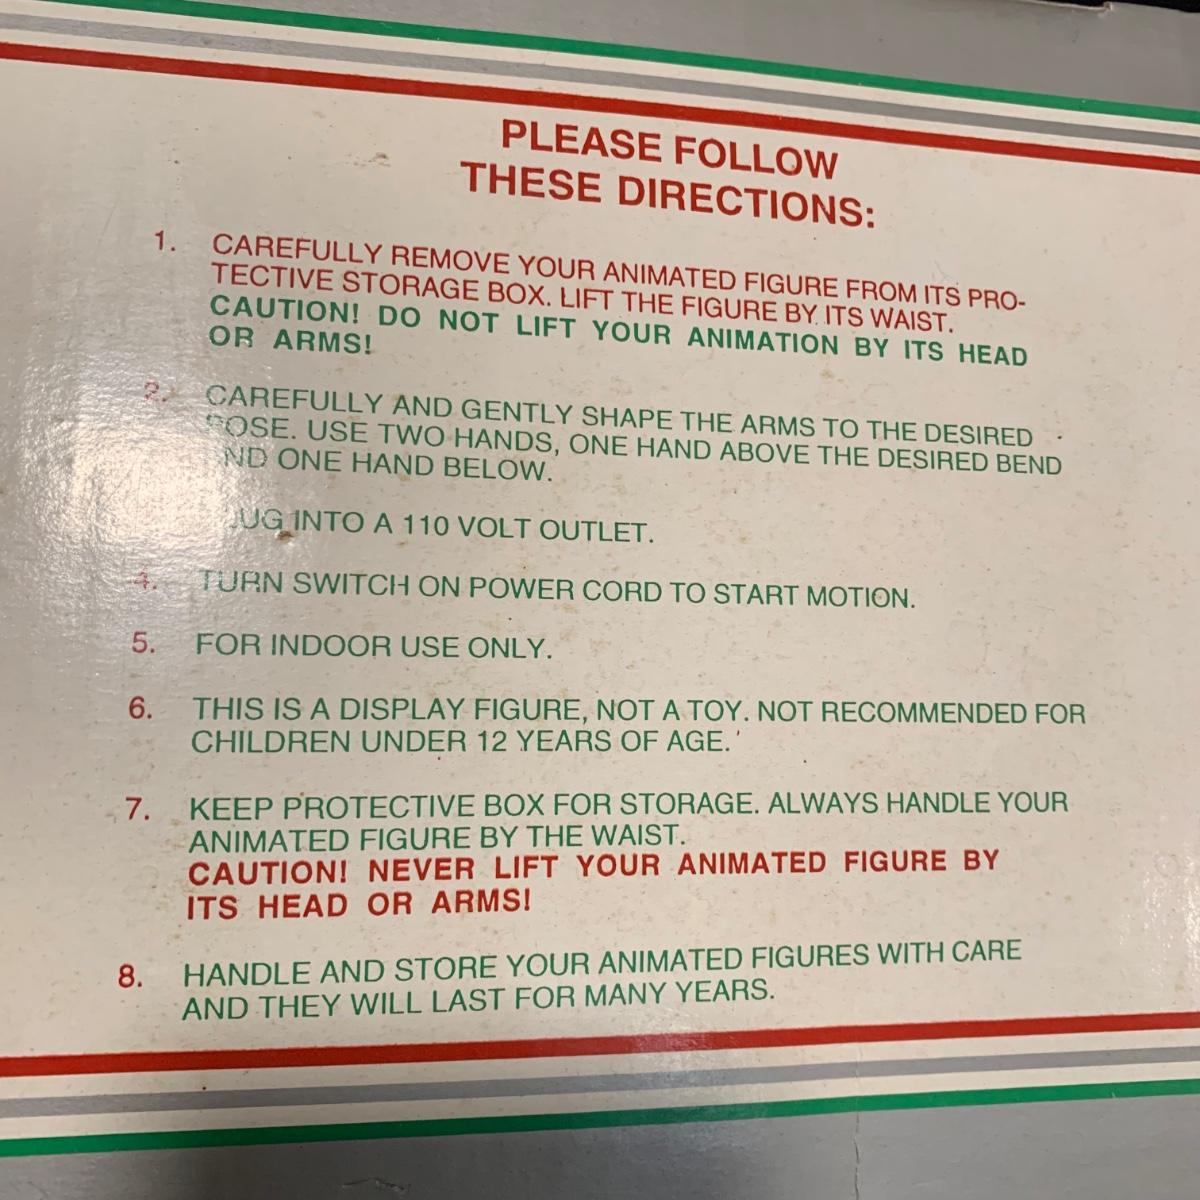 PLEASE FOLLOW
THESE DIRECTIONS:
1. CAREFULLY REMOVE YOUR ANIMATED FIGURE FROM ITS PRO-
TECTIVE STORAGE BOX. LIFT THE FIGURE BY ITS WAIST.
CAUTION! DO NOT LIFT YOUR ANIMATION BY ITS HEAD
OR ARMS!
2. CAREFULLY AND GENTLY SHAPE THE ARMS TO THE DESIRED
POSE. USE TWO HANDS, ONE HAND ABOVE THE DESIRED BEND
AND ONE HAND BELOW.
INTO A 110 VOLT OUTLET.
4. TURN SWITCH ON POWER CORD TO START MOTION.
5. FOR INDOOR USE ONLY.
6. THIS IS A DISPLAY FIGURE, NOT A TOY. NOT RECOMMENDED FOR
CHILDREN UNDER 12 YEARS OF AGE.
7. KEEP PROTECTIVE BOX FOR STORAGE. ALWAYS HANDLE YOUR
ANIMATED FIGURE BY THE WAIST.
CAUTION! NEVER LIFT YOUR ANIMATED FIGURE BY
ITS HEAD OR ARMS!
8. HANDLE AND STORE YOUR ANIMATED FIGURES WITH CARE
AND THEY WILL LAST FOR MANY YEARS.